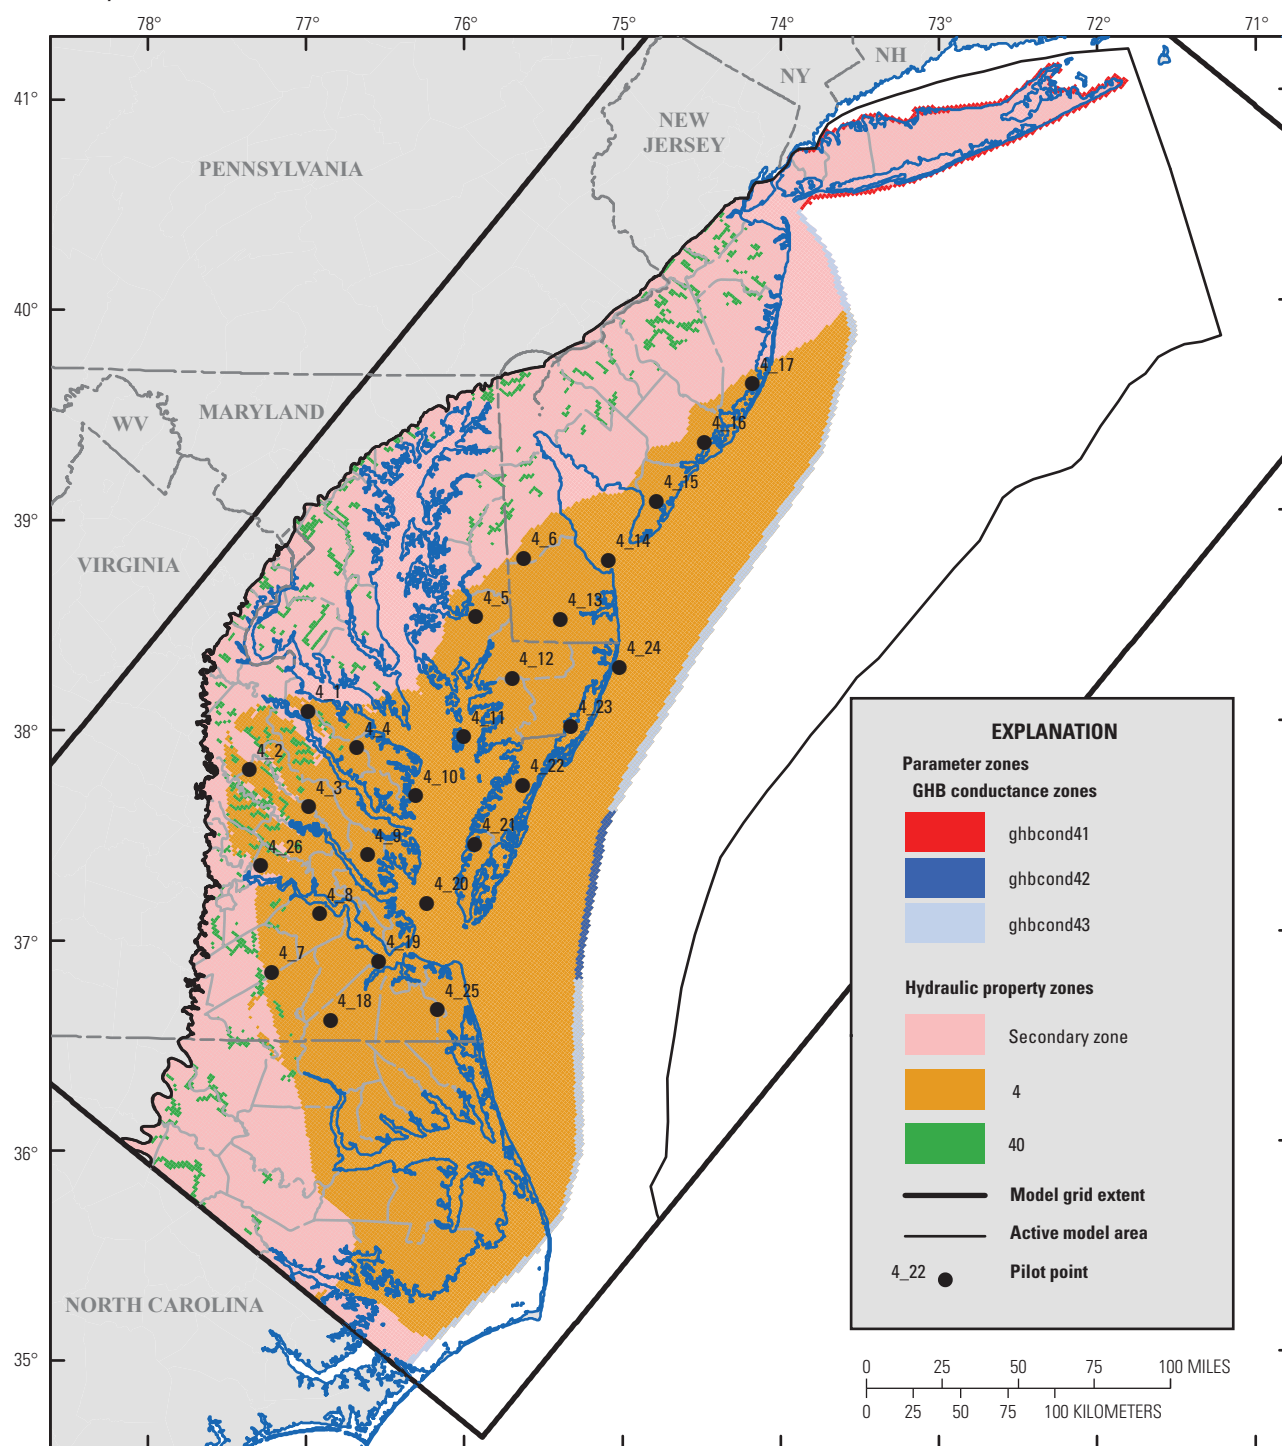 78° 77° 76° 75° 74° 73° 72° 71°
41°
40°
39°
38°
37°
36°
35°
NH
NY
NEW
JERSEY
PENNSYLVANIA
MARYLAND
WV
VIRGINIA
NORTH CAROLINA
4_17
4_16
4_15
4_6
4_14
4_5
4_13
4_24
4_12
4_1
4_23
4_11
4_4
4_2
4_22
4_10
4_3
4_21
4_9
4_26
4_20
4_8
4_19
4_7
4_25
4_18
EXPLANATION
Parameter zones
GHB conductance zones
ghbcond41
ghbcond42
ghbcond43
Hydraulic property zones
Secondary zone
4
40
Model grid extent
Active model area
4_22 Pilot point
0 25 50 75 100 MILES
0 25 50 75 100 KILOMETERS